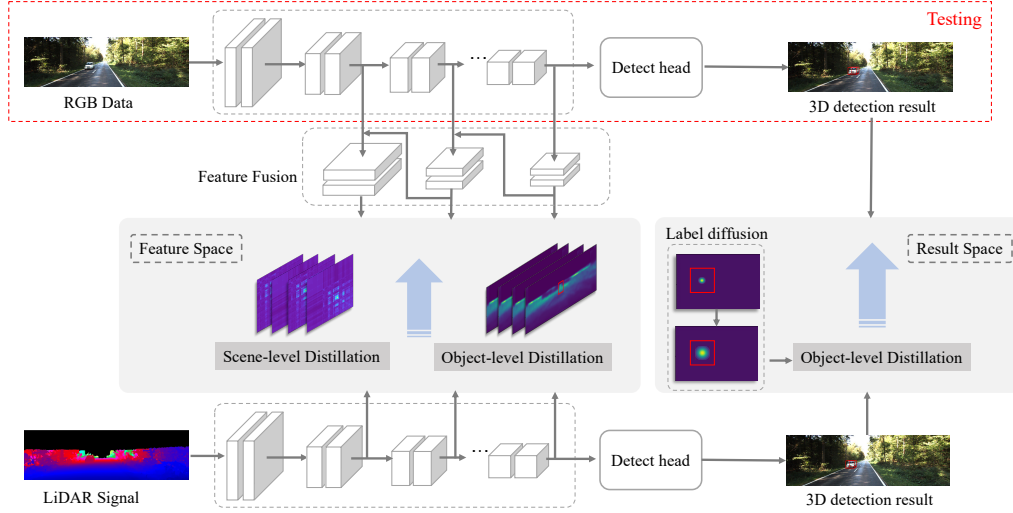 Testing
...
Detect head
RGB Data
3D detection result
Feature Fusion
Feature Space
Label diffusion
Result Space
Scene-level Distillation
Object-level Distillation
Object-level Distillation
...
Detect head
LiDAR Signal
3D detection result